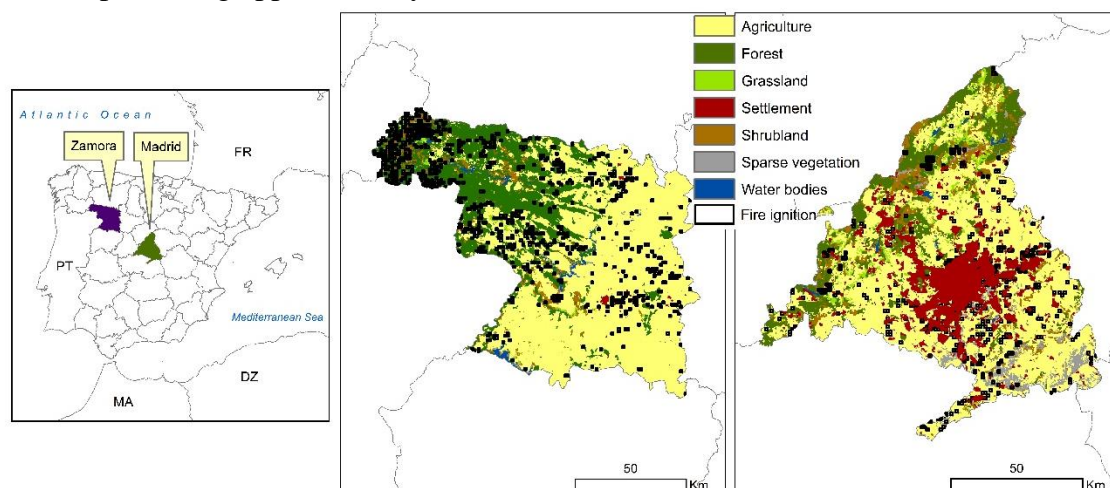 Atlantic Ocean
Zamora
Madrid
FR
PT
Mediterranean Sea
DZ
MA
Agriculture
Forest
Grassland
Settlement
Shrubland
Sparse vegetation
Water bodies
Fire ignition
50
Km
50
Km